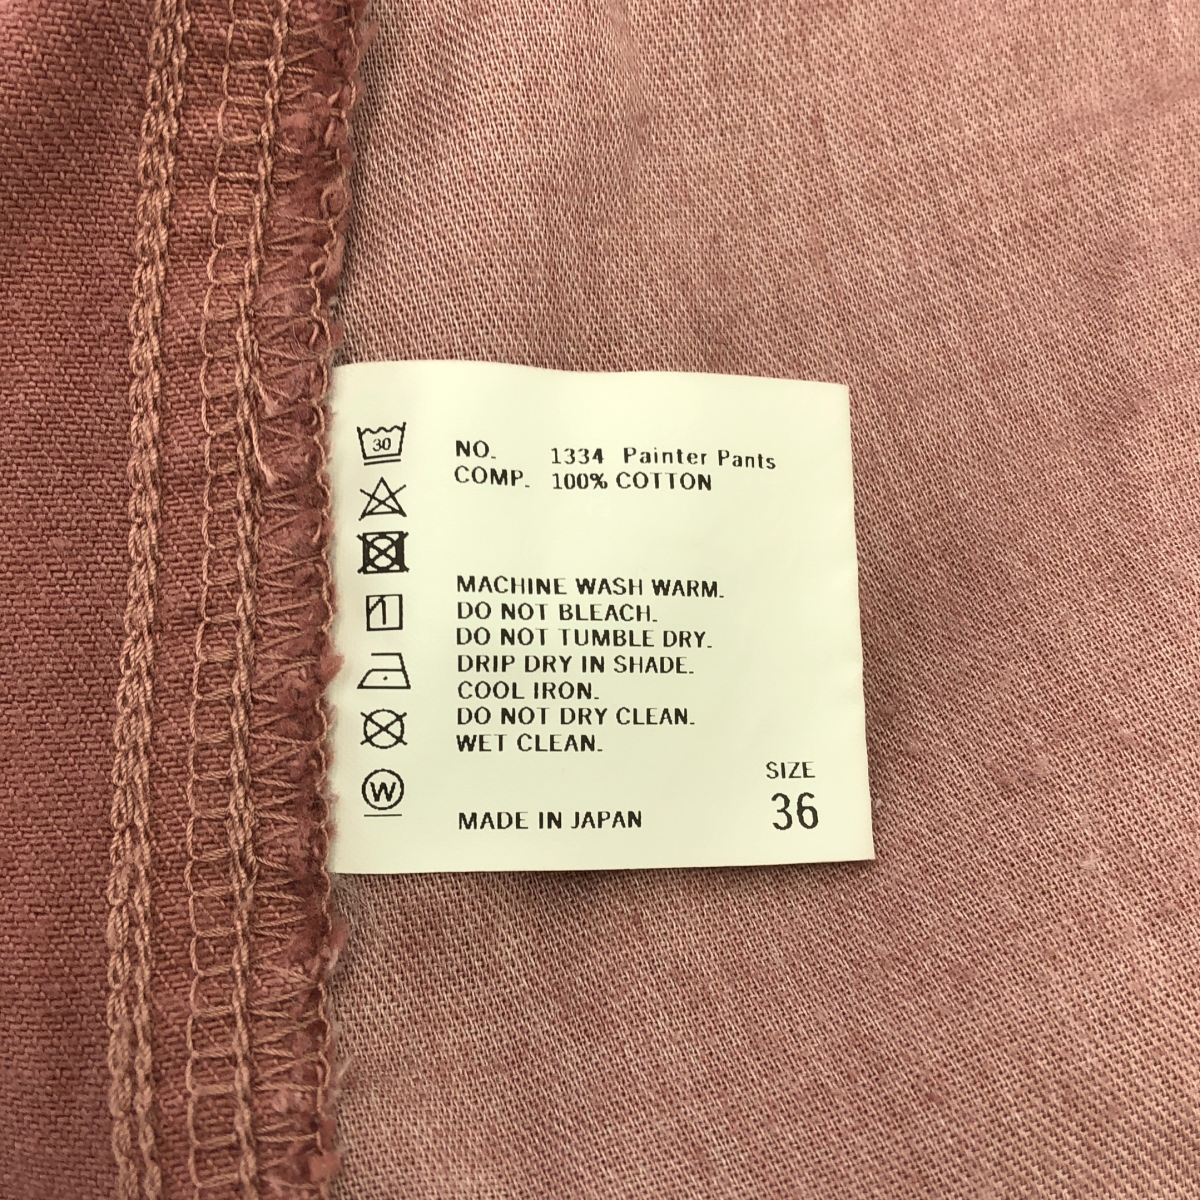 30
NO. 1334 Painter Pants
COMP. 100% COTTON
MACHINE WASH WARM.
DO NOT BLEACH.
DO NOT TUMBLE DRY.
DRIP DRY IN SHADE.
COOL IRON.
DO NOT DRY CLEAN.
WET CLEAN.
W
SIZE
36
MADE IN JAPAN